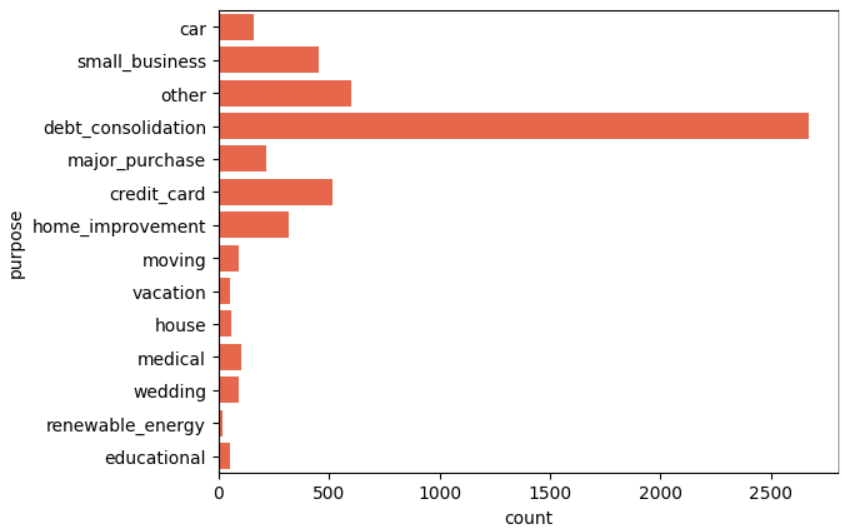 car
small_business
other
debt_consolidation
major_purchase
credit_card
home_improvement
moving
vacation
house
medical
wedding
renewable_energy
educational
purpose
0 500 1000 1500 2000 2500
count